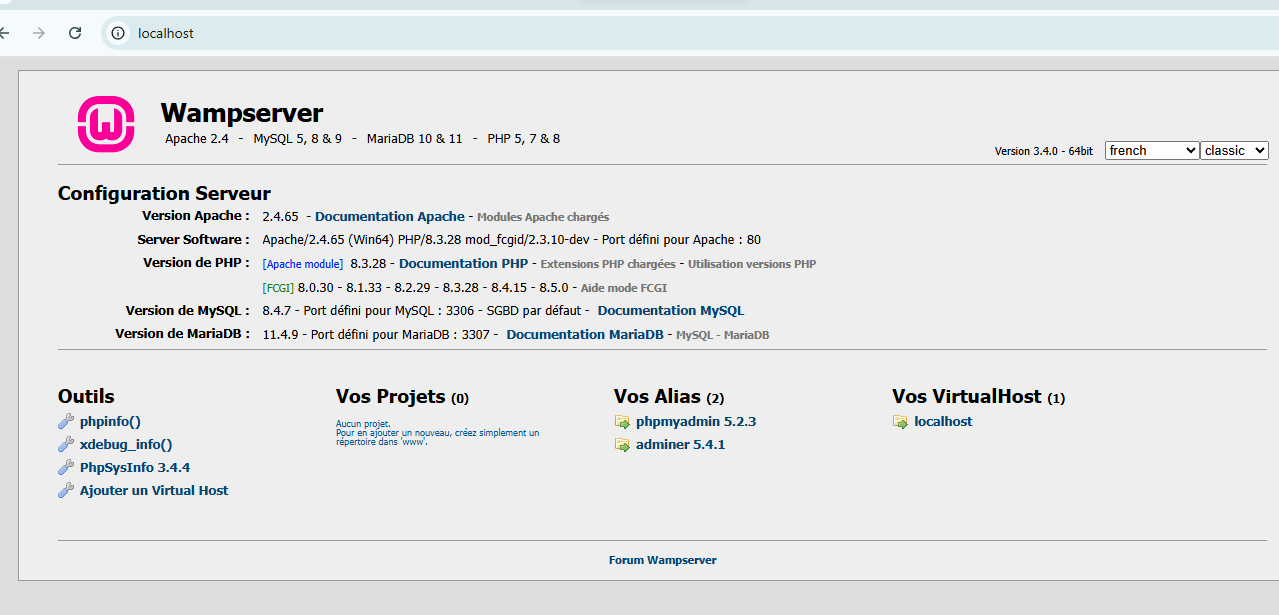 localhost
Wampserver
Apache 2.4 - MySQL 5, 8 & 9 - MariaDB 10 & 11 - PHP 5, 7 & 8
Version 3.4.0 - 64bit french classic
Configuration Serveur
Version Apache : 2.4.65 - Documentation Apache - Modules Apache chargés
Server Software : Apache/2.4.65 (Win64) PHP/8.3.28 mod_fcgid/2.3.10-dev - Port défini pour Apache : 80
Version de PHP : [Apache module] 8.3.28 - Documentation PHP - Extensions PHP chargées - Utilisation versions PHP
[FCGI] 8.0.30 - 8.1.33 - 8.2.29 - 8.3.28 - 8.4.15 - 8.5.0 - Aide mode FCGI
Version de MySQL : 8.4.7 - Port défini pour MySQL : 3306 - SGBD par défaut - Documentation MySQL
Version de MariaDB : 11.4.9 - Port défini pour MariaDB : 3307 - Documentation MariaDB - MySQL - MariaDB
Outils
phpinfo()
xdebug_info()
PhpSysInfo 3.4.4
Ajouter un Virtual Host
Vos Projets (0)
Aucun projet.
Pour en ajouter un nouveau, créez simplement un
répertoire dans 'www'.
Vos Alias (2)
phpmyadmin 5.2.3
adminer 5.4.1
Vos VirtualHost (1)
localhost
Forum Wampserver